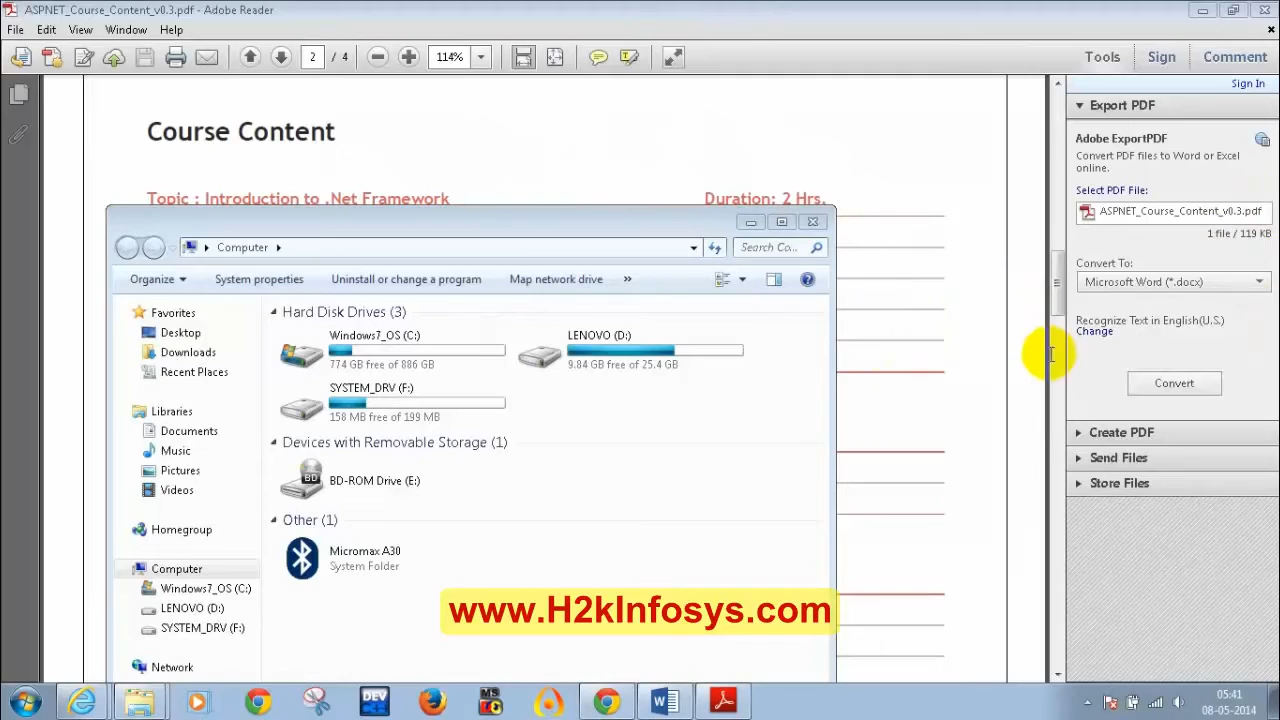 ASPNET_Course_Content_v0.3.pdf - Adobe Reader
File Edit View Window Help
2 / 4 114% Tools Sign Comment
Sign In
Export PDF
Adobe ExportPDF
Convert PDF files to Word or Excel
online.
Select PDF File:
ASPNET_Course_Content_v0.3.pdf
1 file / 119 KB
Convert To:
Microsoft Word (*.docx)
Recognize Text in English(U.S.)
Change
Convert
Create PDF
Send Files
Store Files
Course Content
Topic : Introduction to .Net Framework Duration: 2 Hrs.
Computer Search Co...
Organize System properties Uninstall or change a program Map network drive »
Favorites
Desktop
Downloads
Recent Places
Libraries
Documents
Music
Pictures
Videos
Homegroup
Computer
Windows7_OS (C:)
LENOVO (D:)
SYSTEM_DRV (F:)
Network
Hard Disk Drives (3)
Windows7_OS (C:)
774 GB free of 886 GB
LENOVO (D:)
9.84 GB free of 25.4 GB
SYSTEM_DRV (F:)
158 MB free of 199 MB
Devices with Removable Storage (1)
BD
BD-ROM Drive (E:)
Other (1)
Micromax A30
System Folder
www.H2kInfosys.com
DEV
MS
05:41
08-05-2014